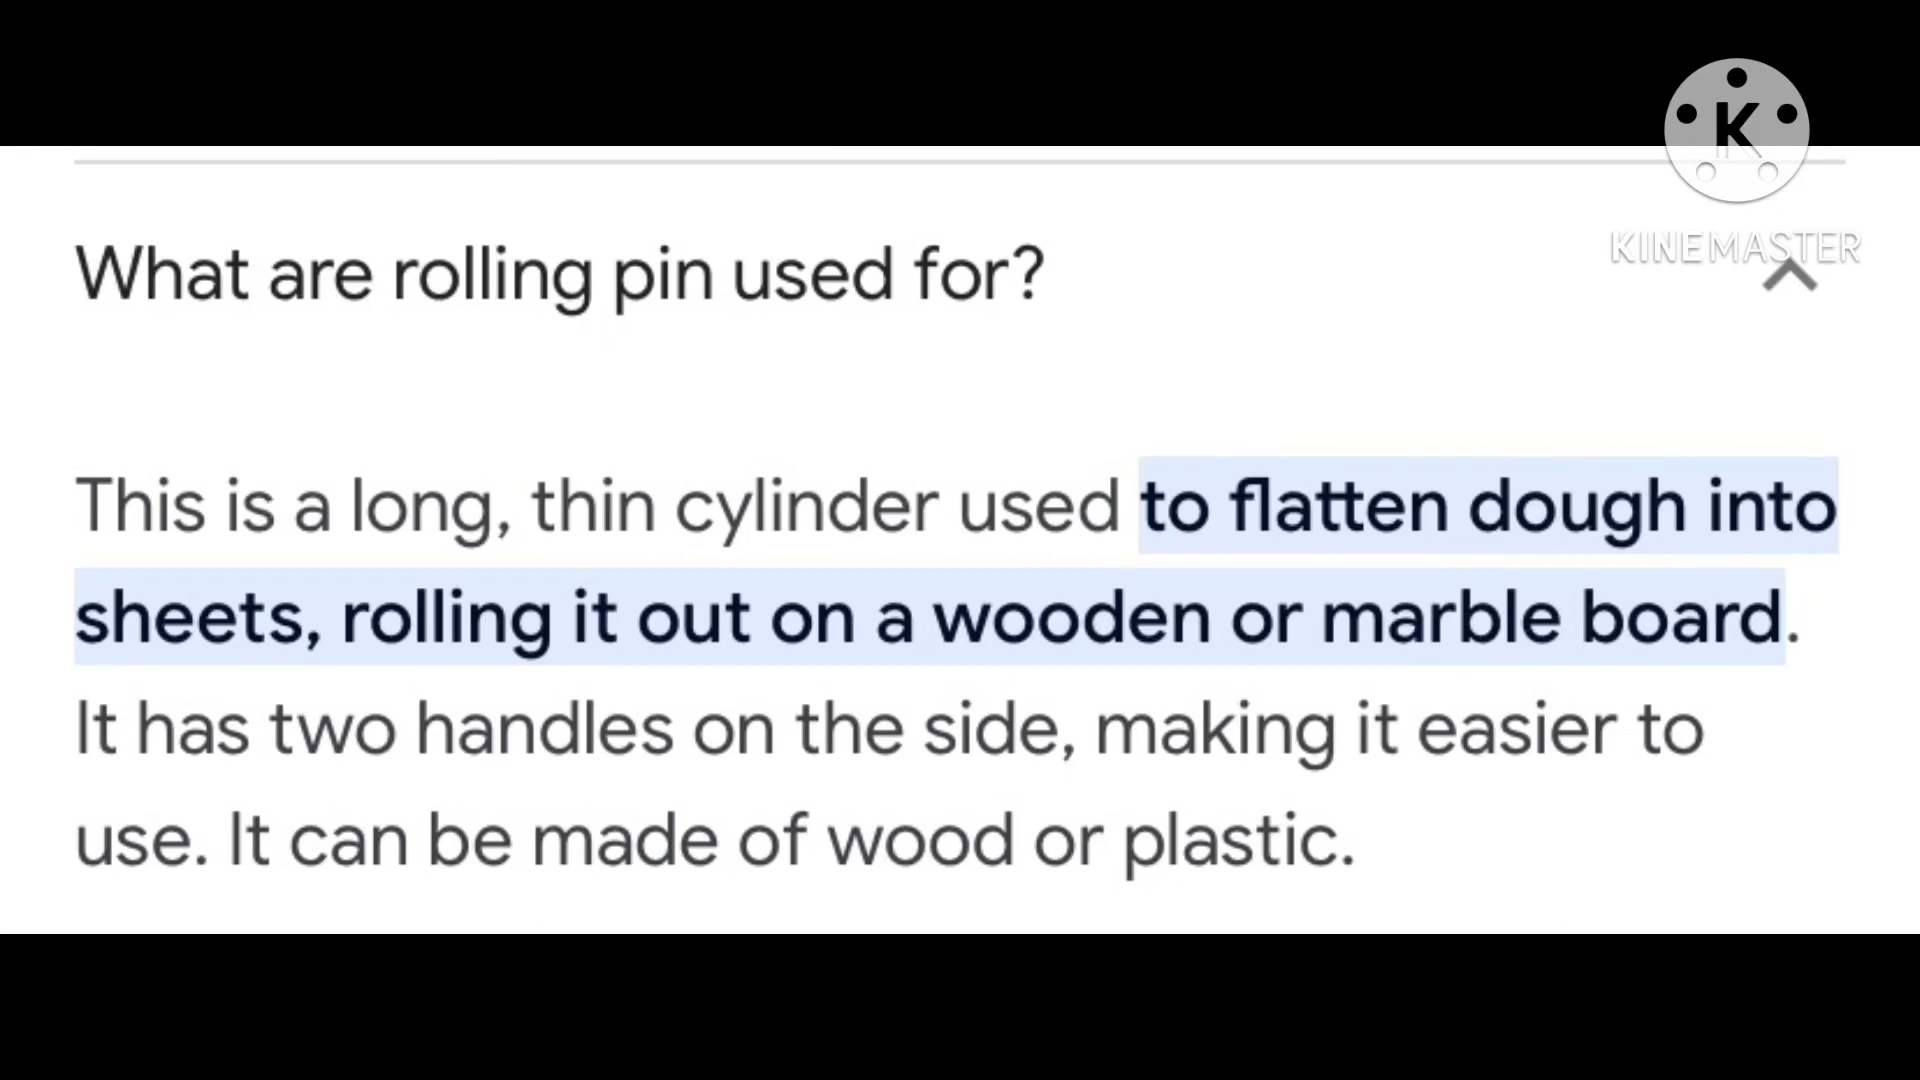 K
KINEMASTER
What are rolling pin used for?
This is a long, thin cylinder used to flatten dough into
sheets, rolling it out on a wooden or marble board.
It has two handles on the side, making it easier to
use. It can be made of wood or plastic.